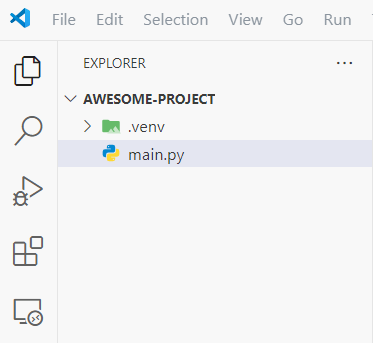 File Edit Selection View Go Run
EXPLORER
AWESOME-PROJECT
.venv
main.py